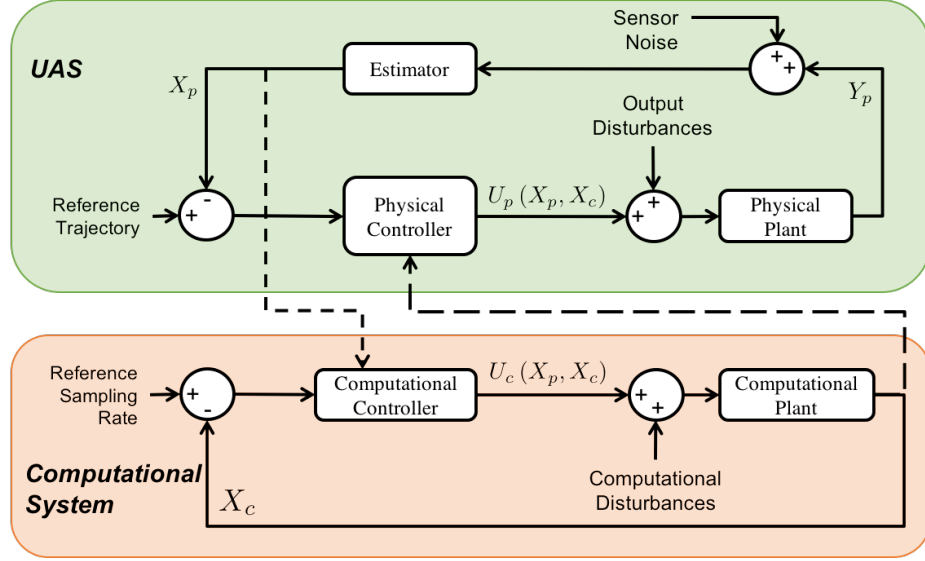 UAS
Sensor
Noise
+
+
Estimator
X_p
Y_p
Output
Disturbances
Reference
Trajectory
+
-
Physical
Controller
U_p (X_p, X_c)
+
+
Physical
Plant
Reference
Sampling
Rate
+
-
Computational
Controller
U_c (X_p, X_c)
+
+
Computational
Plant
Computational
Disturbances
Computational
System
X_c